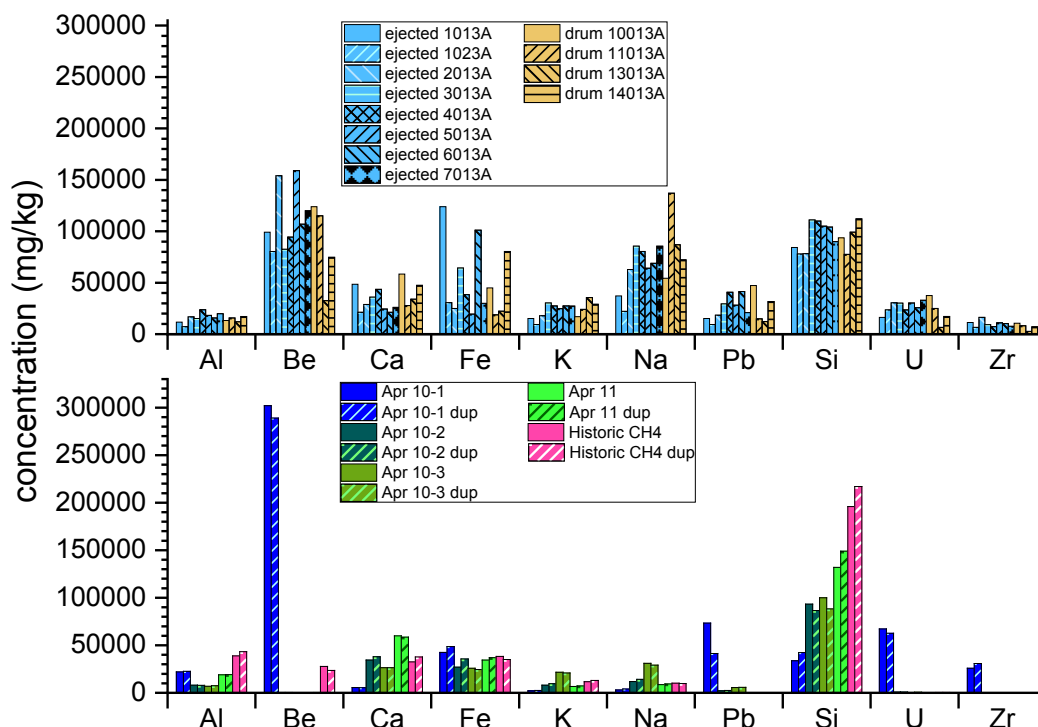 300000
250000
200000
150000
100000
50000
0
ejected 1013A
ejected 1023A
ejected 2013A
ejected 3013A
ejected 4013A
ejected 5013A
ejected 6013A
ejected 7013A
drum 10013A
drum 11013A
drum 13013A
drum 14013A
Al Be Ca Fe K Na Pb Si U Zr
concentration (mg/kg)
300000
250000
200000
150000
100000
50000
0
Apr 10-1
Apr 10-1 dup
Apr 10-2
Apr 10-2 dup
Apr 10-3
Apr 10-3 dup
Apr 11
Apr 11 dup
Historic CH4
Historic CH4 dup
Al Be Ca Fe K Na Pb Si U Zr